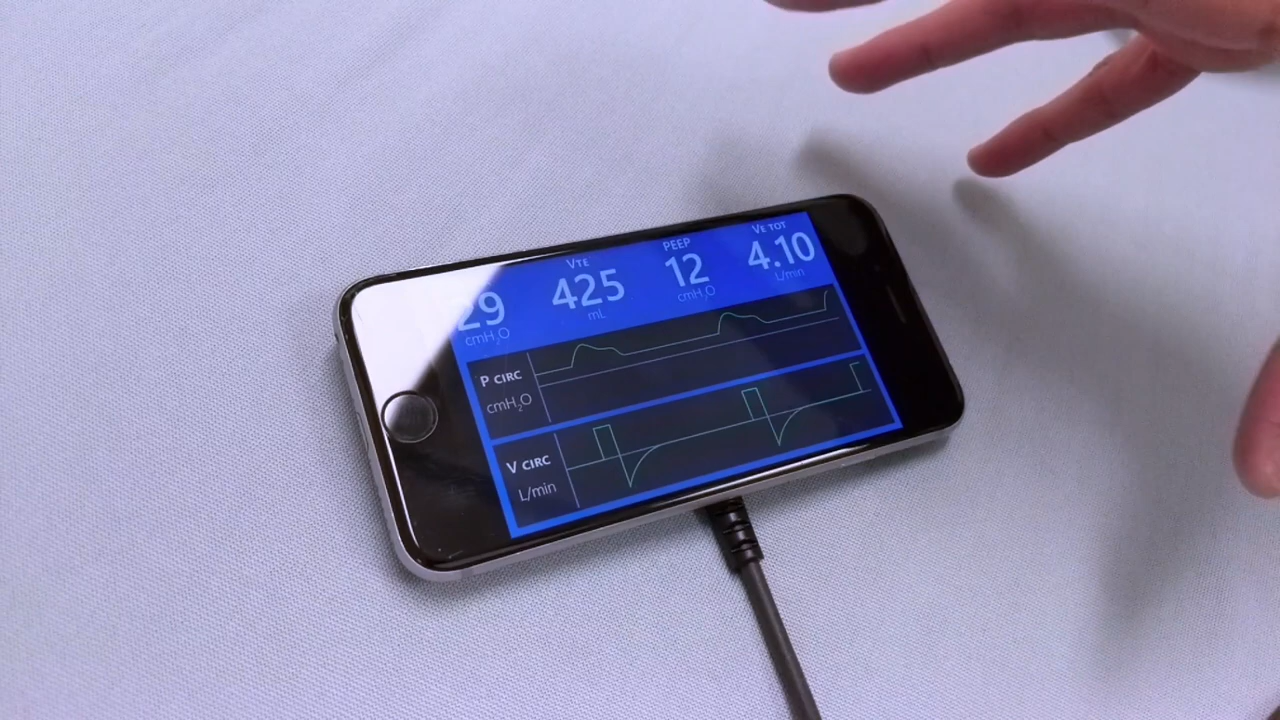 VTE
PEEP
VE TOT
29
425
12
4.10
cmH₂O
mL
cmH₂O
L/min
P CIRC
cmH₂O
V CIRC
L/min